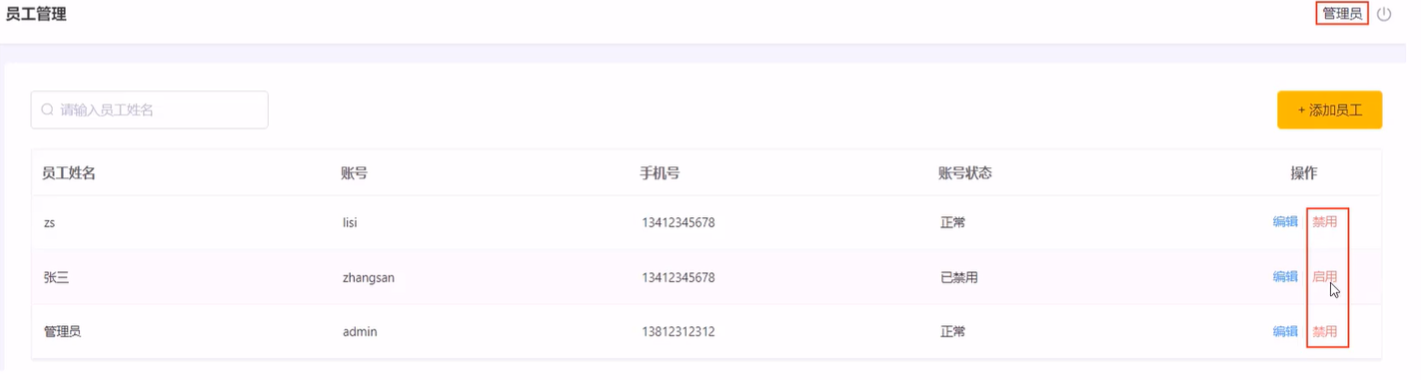 员工管理 管理员
请输入员工姓名 + 添加员工
员工姓名 账号 手机号 账号状态 操作
zs lisi 13412345678 正常 编辑 禁用
张三 zhangsan 13412345678 已禁用 编辑 启用
管理员 admin 13812312312 正常 编辑 禁用